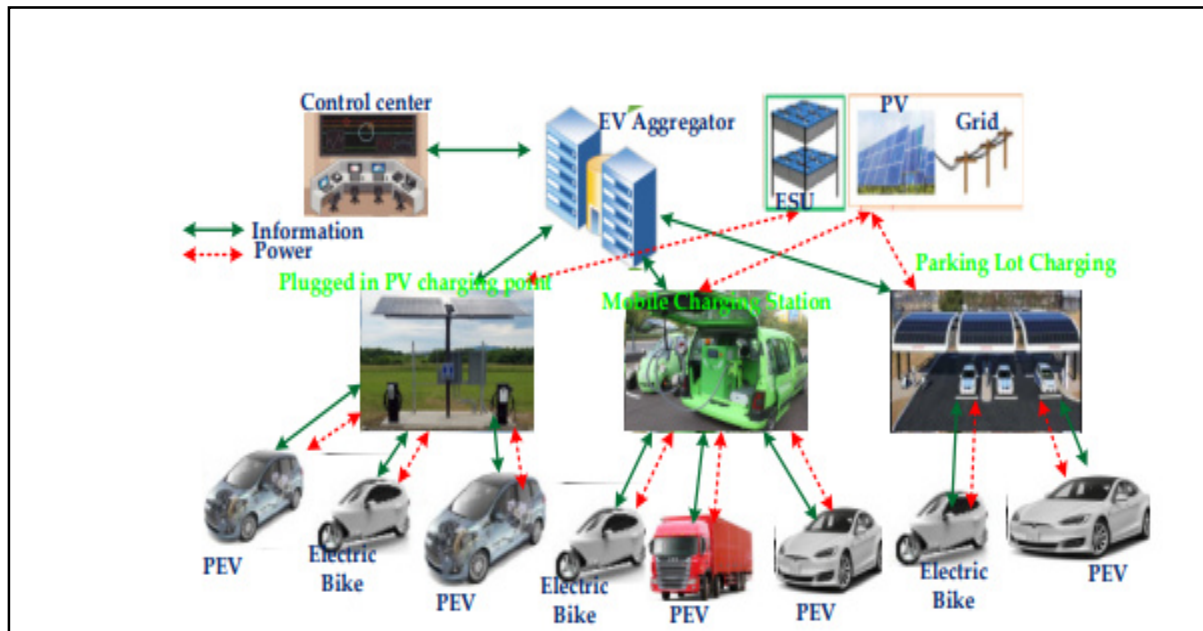 Control center
EV Aggregator
PV
Grid
ESU
Information
Power
Plugged in PV charging point
Mobile Charging Station
Parking Lot Charging
PEV
Electric
Bike
PEV
Electric
Bike
PEV
PEV
Electric
Bike
PEV